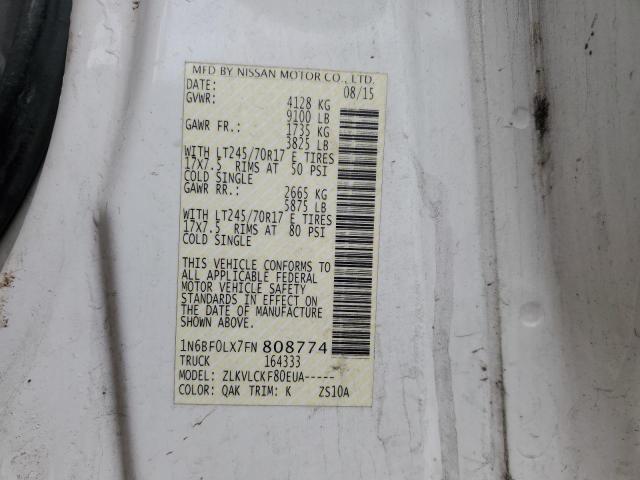 MFD BY NISSAN MOTOR CO., LTD.
DATE: 08/15
GVWR: 4128 KG
9100 LB
GAWR FR.: 1735 KG
3825 LB
WITH LT245/70R17 E TIRES
17X7.5 RIMS AT 50 PSI
COLD SINGLE
GAWR RR.: 2665 KG
5875 LB
WITH LT245/70R17 E TIRES
17X7.5 RIMS AT 80 PSI
COLD SINGLE
THIS VEHICLE CONFORMS TO
ALL APPLICABLE FEDERAL
MOTOR VEHICLE SAFETY
STANDARDS IN EFFECT ON
THE DATE OF MANUFACTURE
SHOWN ABOVE.
1N6BF0LX7FN808774
TRUCK 164333
MODEL: ZLKVLCKF80EUA-----
COLOR: QAK TRIM: K ZS10A